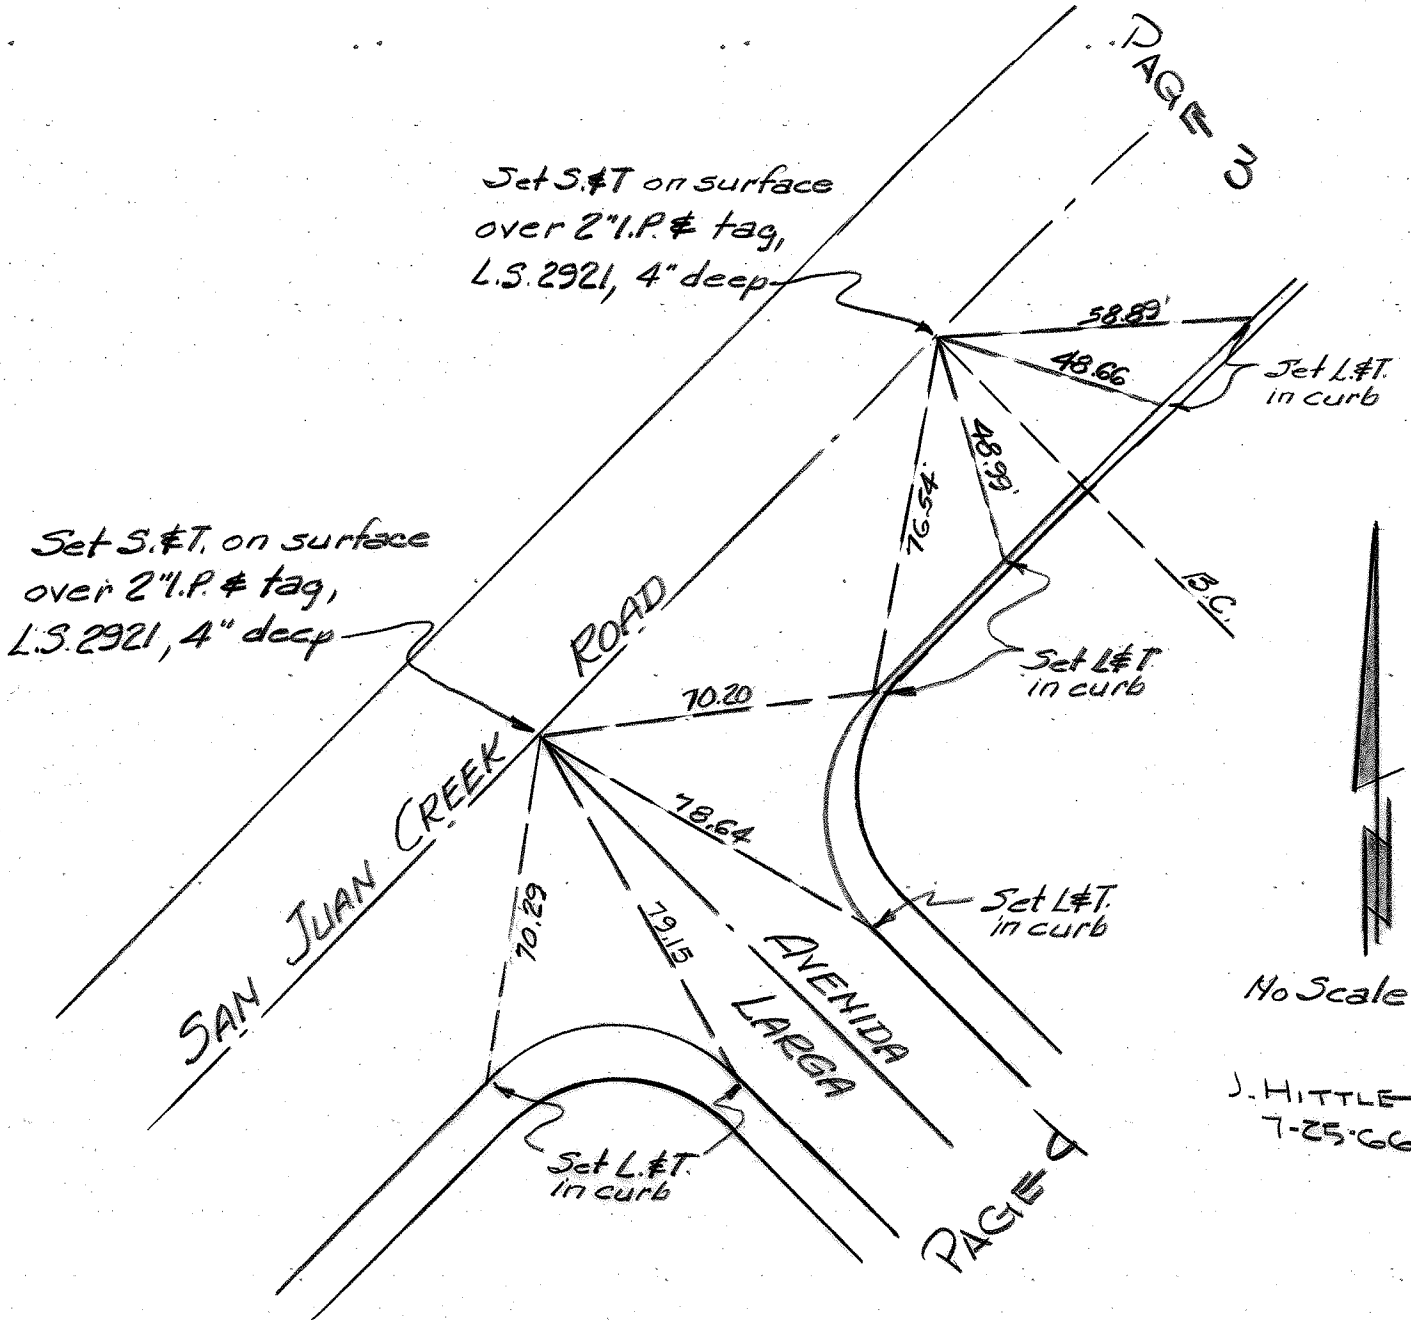 PAGE 3
Set S.&T on surface
over 2"I.P. & tag,
L.S. 2921, 4" deep
58.89'
48.66
Set L.&T.
in curb
48.99'
76.54'
B.C.
Set S.&T. on surface
over 2"I.P. & tag,
L.S. 2921, 4" deep
Set L&T
in curb
70.20
SAN JUAN CREEK ROAD
78.64
70.29
79.15
Set L&T.
in curb
AVENIDA
LARGA
No Scale
J. HITTLE
7-25-66
Set L.&T.
in curb
PAGE